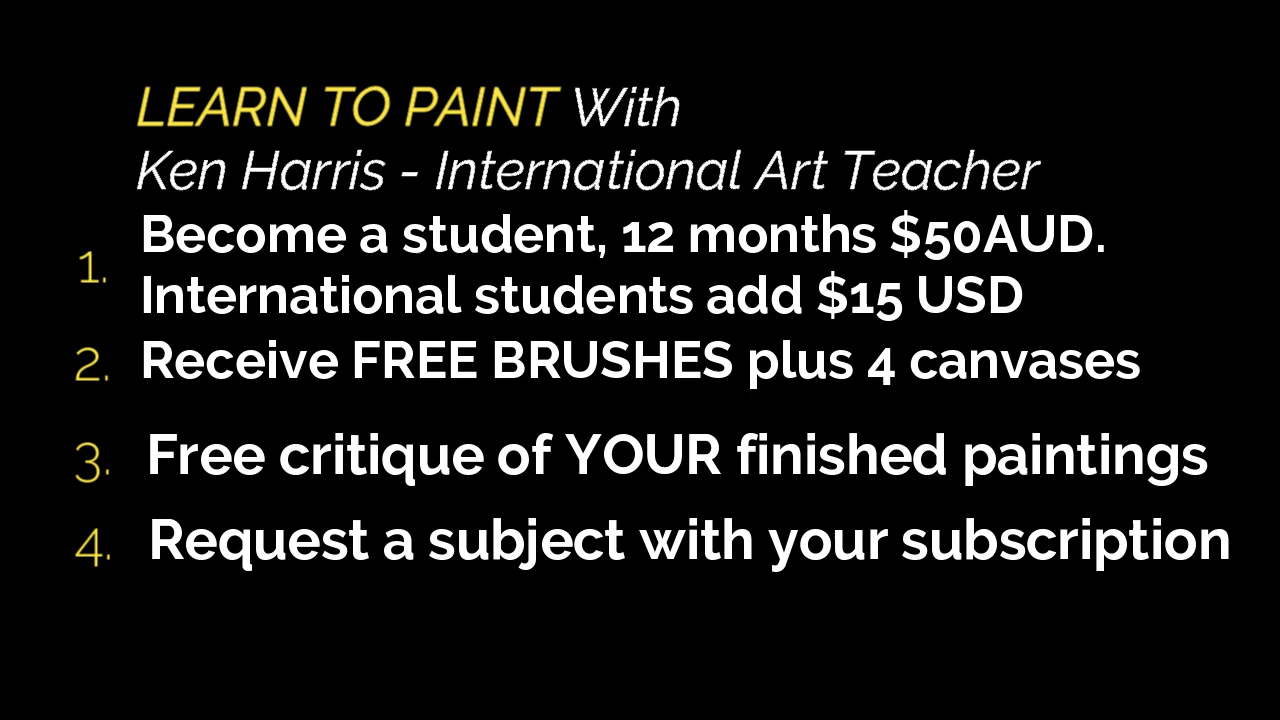 LEARN TO PAINT With
Ken Harris - International Art Teacher
1. Become a student, 12 months $50AUD.
International students add $15 USD
2. Receive FREE BRUSHES plus 4 canvases
3. Free critique of YOUR finished paintings
4. Request a subject with your subscription